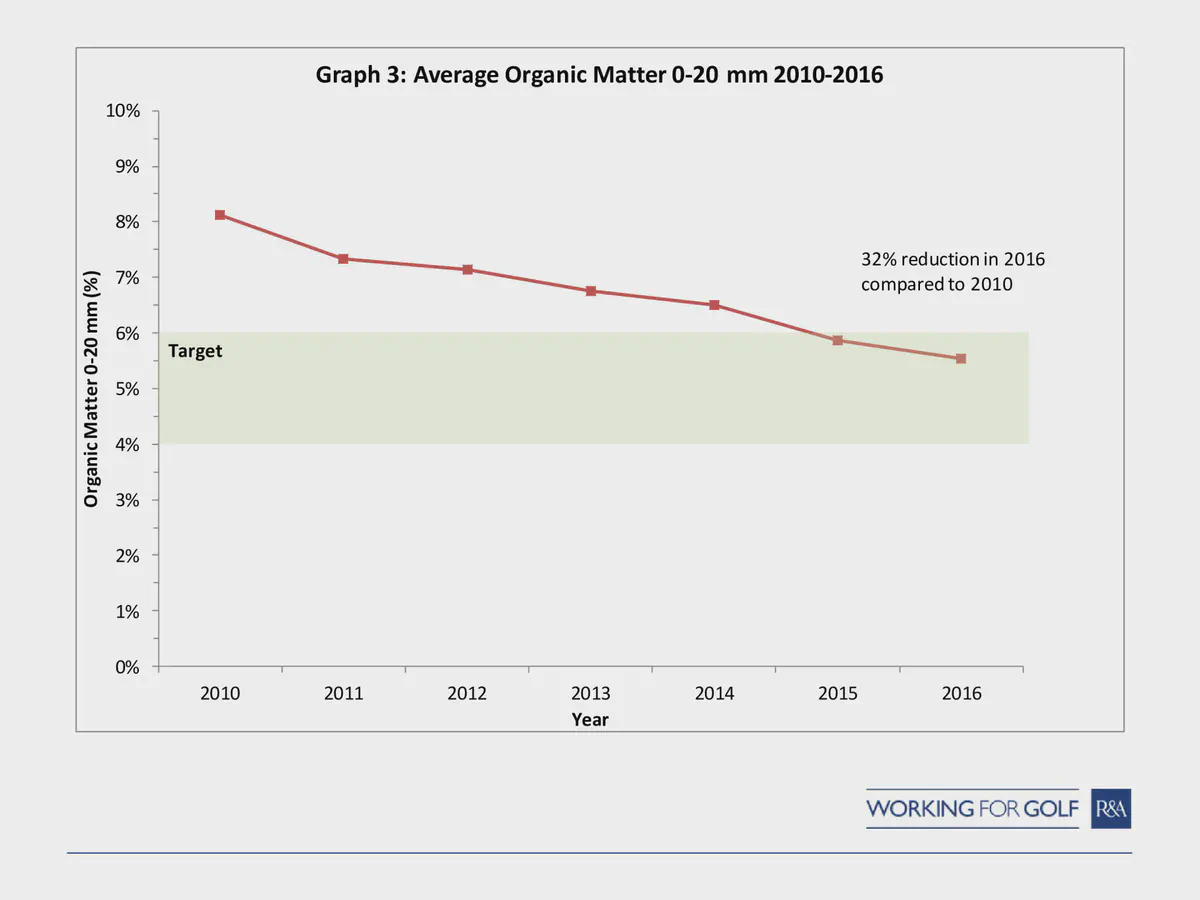 Graph 3: Average Organic Matter 0-20 mm 2010-2016
10%
9%
8%
7%
6%
5%
4%
3%
2%
1%
0%
Organic Matter 0-20 mm (%)
32% reduction in 2016
compared to 2010
Target
2010 2011 2012 2013 2014 2015 2016
Year
WORKING FOR GOLF R&A